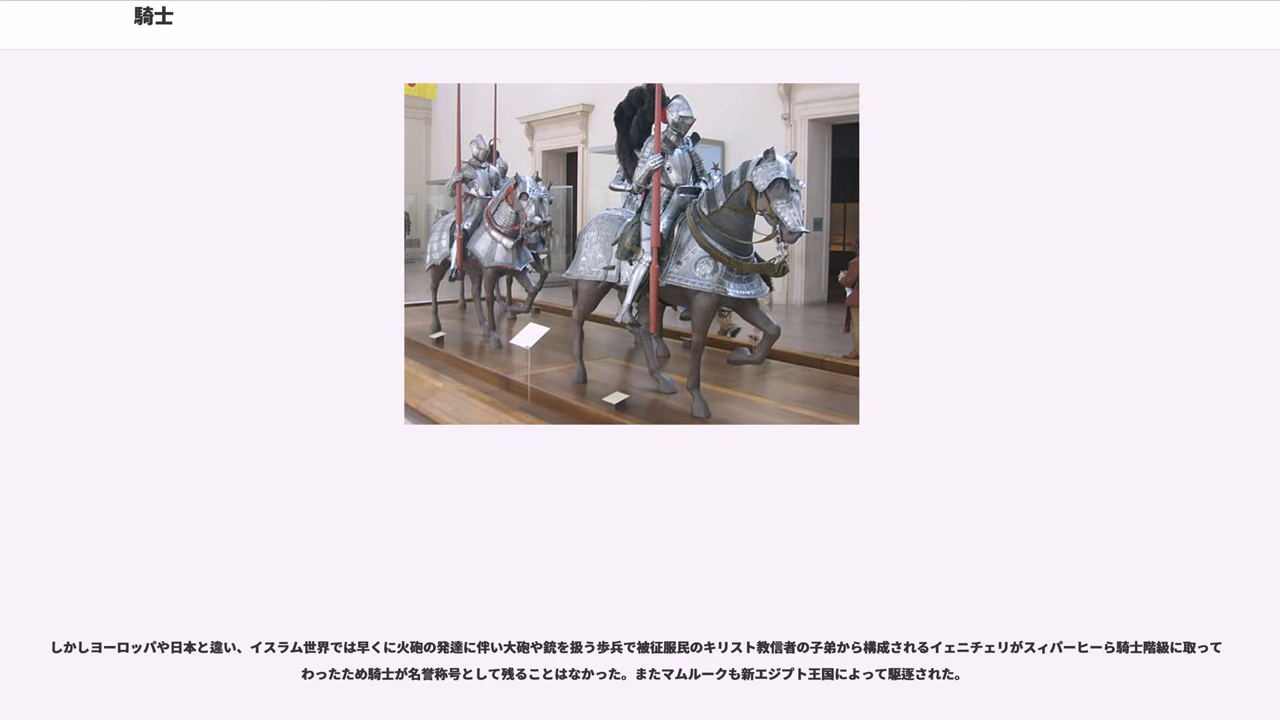 騎士
しかしヨーロッパや日本と違い、イスラム世界では早くに火砲の発達に伴い大砲や銃を扱う歩兵で被征服民のキリスト教信者の子弟から構成されるイェニチェリがスィパーヒーら騎士階級に取って
わったため騎士が名誉称号として残ることはなかった。またマムルークも新エジプト王国によって駆逐された。